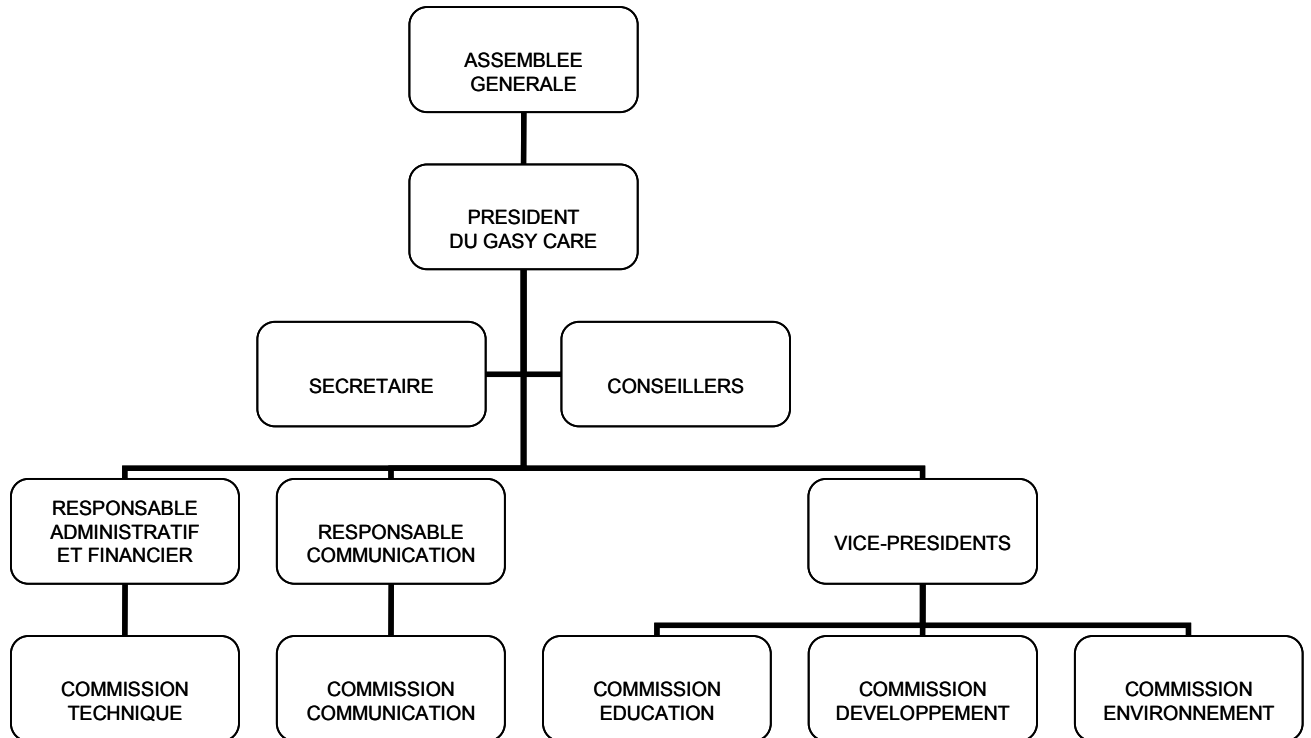 ASSEMBLEE
GENERALE
PRESIDENT
DU GASY CARE
SECRETAIRE
CONSEILLERS
RESPONSABLE
ADMINISTRATIF
ET FINANCIER
RESPONSABLE
COMMUNICATION
VICE-PRESIDENTS
COMMISSION
TECHNIQUE
COMMISSION
COMMUNICATION
COMMISSION
EDUCATION
COMMISSION
DEVELOPPEMENT
COMMISSION
ENVIRONNEMENT